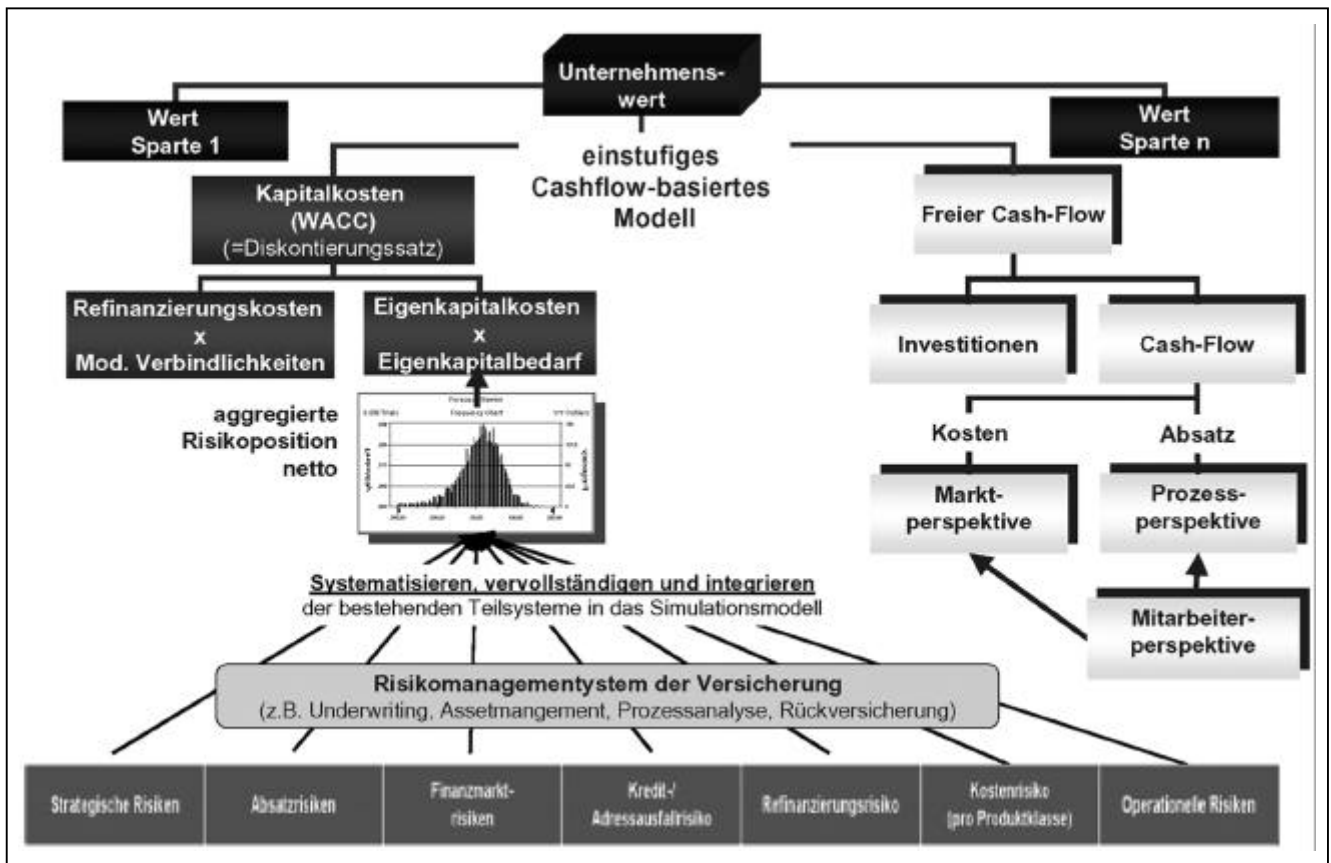 Unternehmens-
wert
Wert
Sparte 1
Wert
Sparte n
einstufiges
Cashflow-basiertes
Modell
Kapitalkosten
(WACC)
(=Diskontierungssatz)
Freier Cash-Flow
Refinanzierungskosten
x
Mod. Verbindlichkeiten
Eigenkapitalkosten
x
Eigenkapitalbedarf
Investitionen
Cash-Flow
aggregierte
Risikoposition
netto
Kosten
Absatz
Markt-
perspektive
Prozess-
perspektive
Mitarbeiter-
perspektive
Systematisieren, vervollständigen und integrieren
der bestehenden Teilsysteme in das Simulationsmodell
Risikomanagementystem der Versicherung
(z.B. Underwriting, Assetmangement, Prozessanalyse, Rückversicherung)
Strategische Risiken
Absatzrisiken
Finanzmarkt-
risiken
Kredit-/
Adressausfallrisiko
Refinanzierungsrisiko
Kostenrisiko
(pro Produktklasse)
Operationelle Risiken